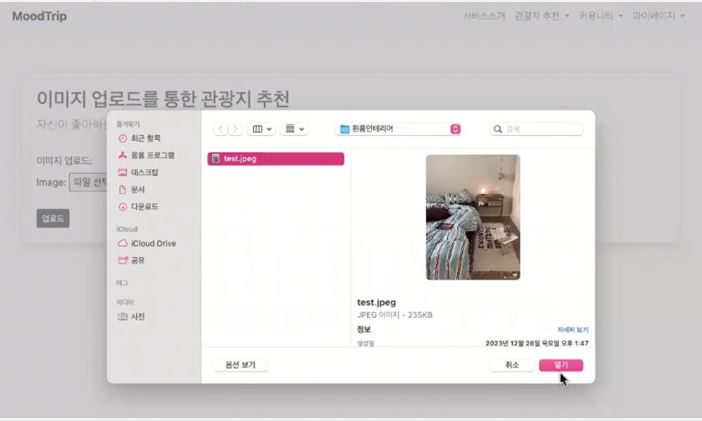 MoodTrip
서비스소개 관광지 추천 커뮤니티 마이페이지
이미지 업로드를 통한 관광지 추천
자신이 좋아하는
이미지 업로드:
Image: 파일 선택
업로드
즐겨찾기
최근 항목
응용 프로그램
데스크탑
문서
다운로드
iCloud
iCloud Drive
공유
태그
미디어
사진
원룸인테리어
검색
test.jpeg
test.jpeg
JPEG 이미지 - 235KB
정보
자세히 보기
생성일
2023년 12월 28일 목요일 오후 1:47
옵션 보기
취소
열기